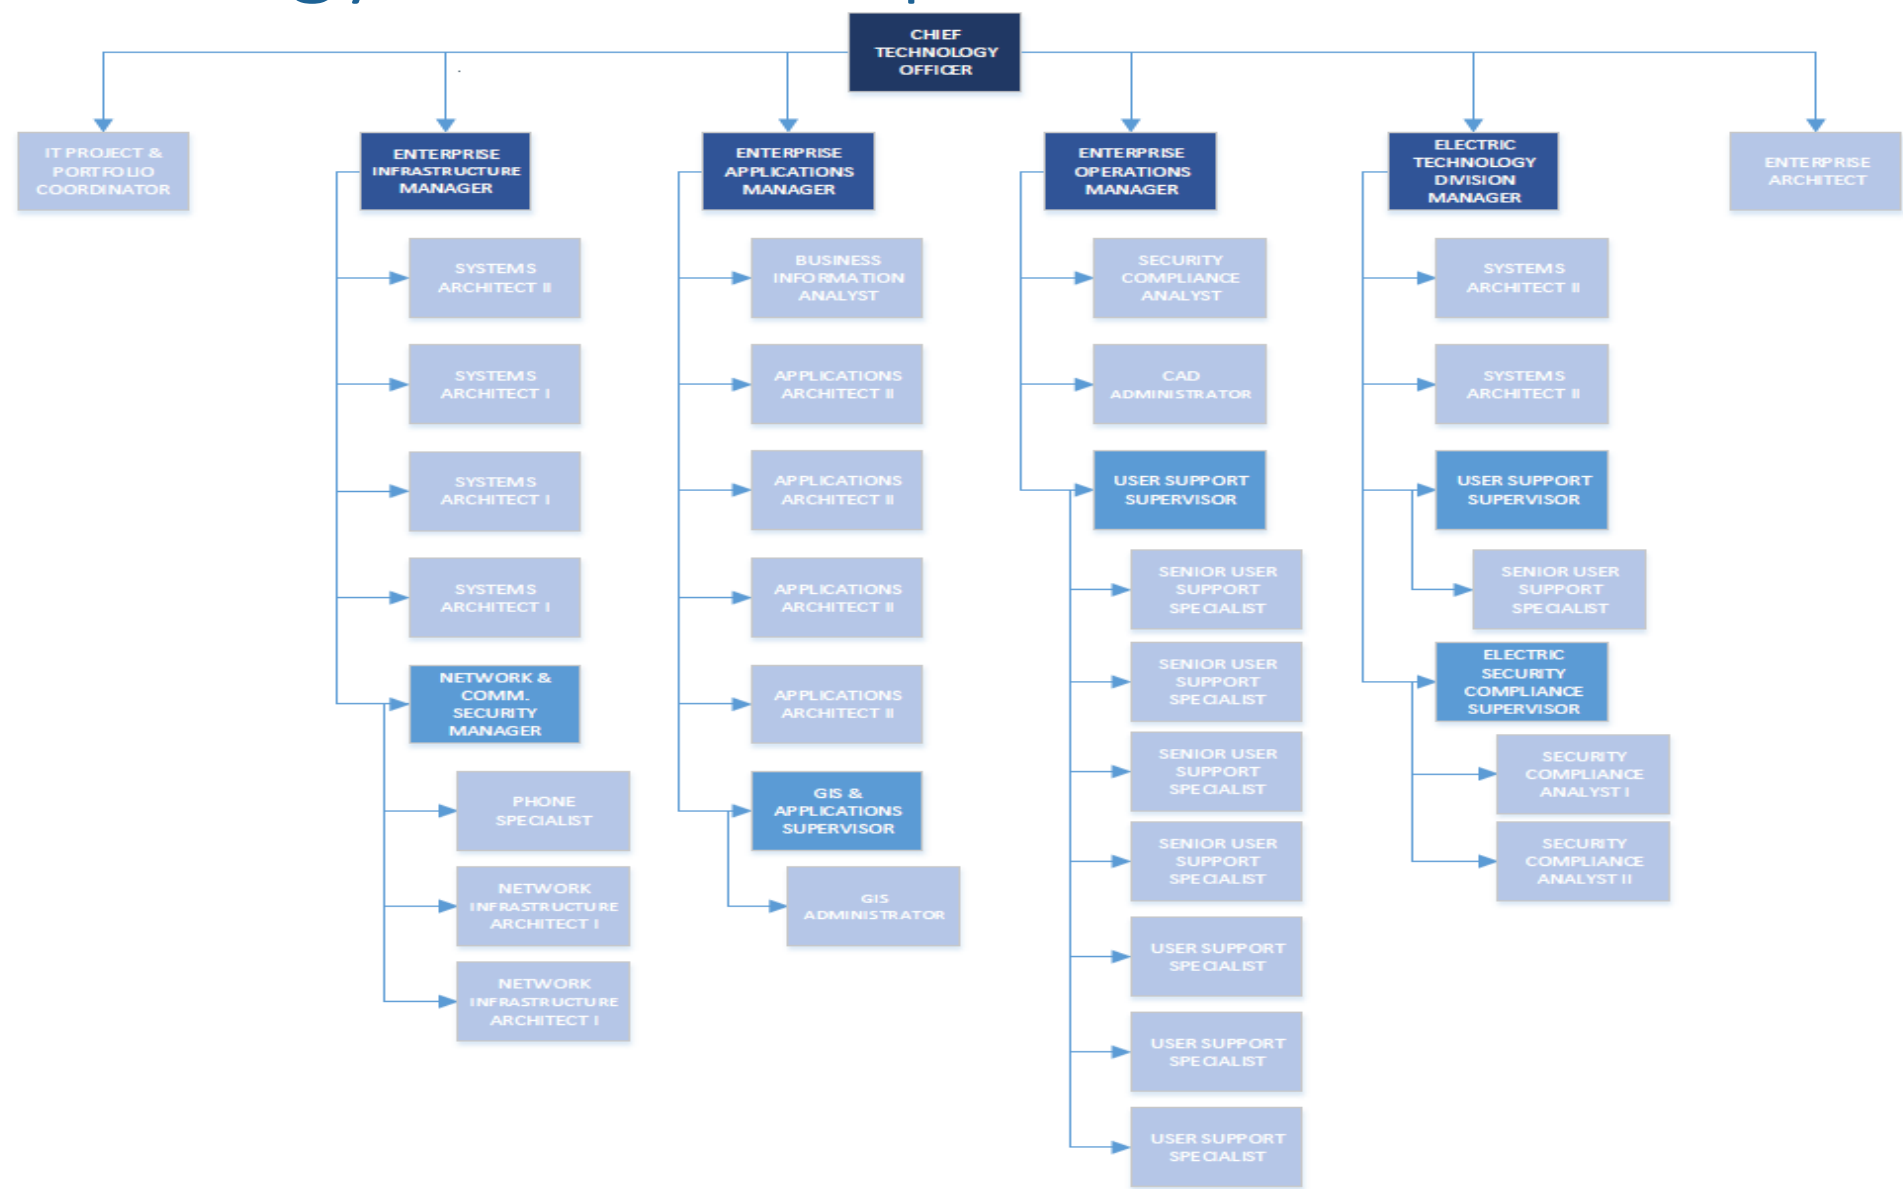 CHIEF
TECHNOLOGY
OFFICER
IT PROJECT &
PORTFOLIO
COORDINATOR
ENTERPRISE
INFRASTRUCTURE
MANAGER
ENTERPRISE
APPLICATIONS
MANAGER
ENTERPRISE
OPERATIONS
MANAGER
ELECTRIC
TECHNOLOGY
DIVISION
MANAGER
ENTERPRISE
ARCHITECT
SYSTEMS
ARCHITECT II
SYSTEMS
ARCHITECT I
SYSTEMS
ARCHITECT I
SYSTEMS
ARCHITECT I
NETWORK &
COMM.
SECURITY
MANAGER
PHONE
SPECIALIST
NETWORK
INFRASTRUCTURE
ARCHITECT I
NETWORK
INFRASTRUCTURE
ARCHITECT I
BUSINESS
INFORMATION
ANALYST
APPLICATIONS
ARCHITECT II
APPLICATIONS
ARCHITECT II
APPLICATIONS
ARCHITECT II
APPLICATIONS
ARCHITECT II
GIS &
APPLICATIONS
SUPERVISOR
GIS
ADMINISTRATOR
SECURITY
COMPLIANCE
ANALYST
CAD
ADMINISTRATOR
USER SUPPORT
SUPERVISOR
SENIOR USER
SUPPORT
SPECIALIST
SENIOR USER
SUPPORT
SPECIALIST
SENIOR USER
SUPPORT
SPECIALIST
SENIOR USER
SUPPORT
SPECIALIST
USER SUPPORT
SPECIALIST
USER SUPPORT
SPECIALIST
USER SUPPORT
SPECIALIST
SYSTEMS
ARCHITECT II
SYSTEMS
ARCHITECT II
USER SUPPORT
SUPERVISOR
SENIOR USER
SUPPORT
SPECIALIST
ELECTRIC
SECURITY
COMPLIANCE
SUPERVISOR
SECURITY
COMPLIANCE
ANALYST I
SECURITY
COMPLIANCE
ANALYST II